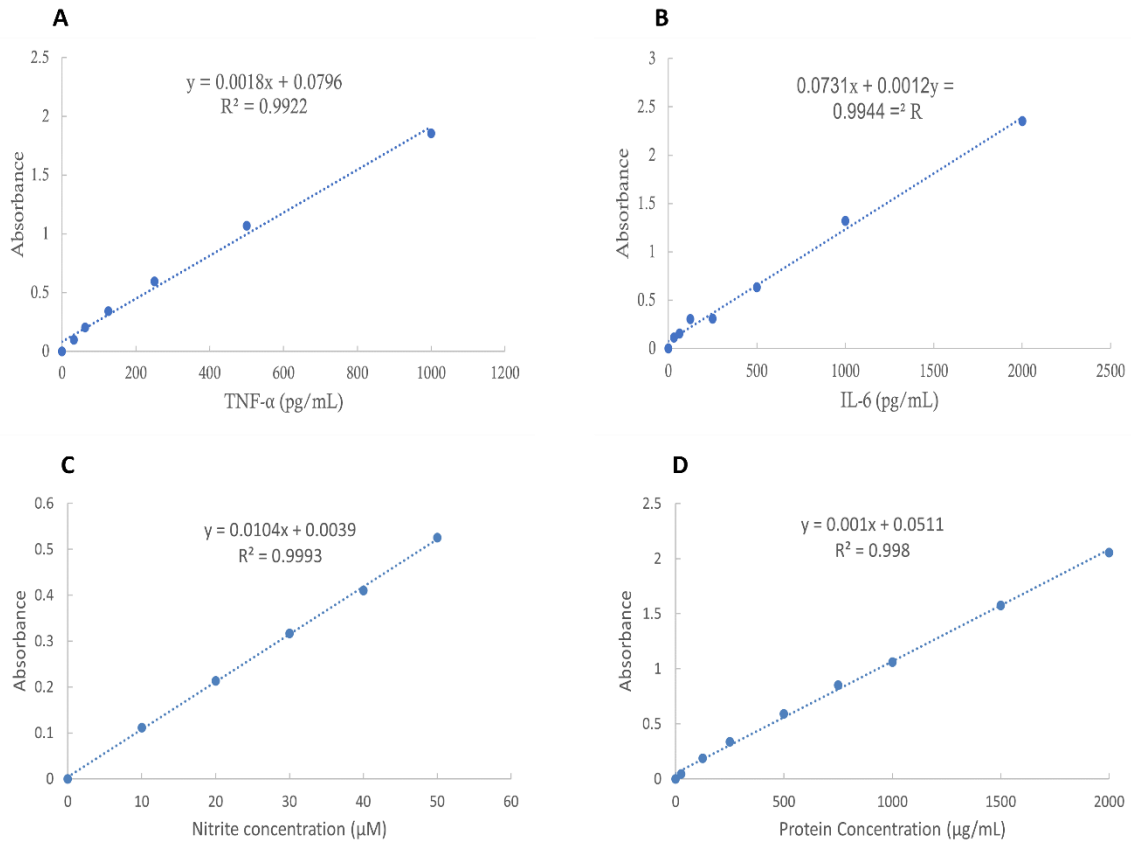 A
2.5
2
1.5
1
0.5
0
Absorbance
y = 0.0018x + 0.0796
R² = 0.9922
0 200 400 600 800 1000 1200
TNF-α (pg/mL)
B
3
2.5
2
1.5
1
0.5
0
Absorbance
0.0731x + 0.0012y =
0.9944 =² R
0 500 1000 1500 2000 2500
IL-6 (pg/mL)
C
0.6
0.5
0.4
0.3
0.2
0.1
0
Absorbance
y = 0.0104x + 0.0039
R² = 0.9993
0 10 20 30 40 50 60
Nitrite concentration (µM)
D
2.5
2
1.5
1
0.5
0
Absorbance
y = 0.001x + 0.0511
R² = 0.998
0 500 1000 1500 2000
Protein Concentration (µg/mL)